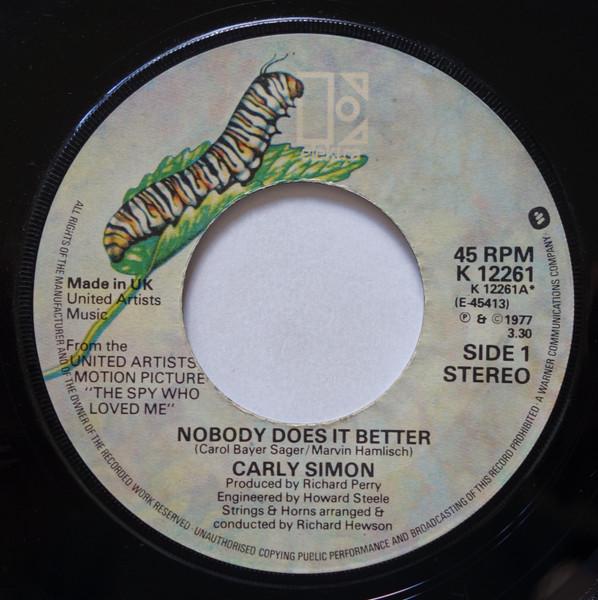 elektra
45 RPM
K 12261
K 12261A*
(E-45413)
Ⓟ & © 1977
3.30
SIDE 1
STEREO
Made in UK
United Artists
Music
From the
UNITED ARTISTS
MOTION PICTURE
"THE SPY WHO
LOVED ME"
NOBODY DOES IT BETTER
(Carol Bayer Sager/Marvin Hamlisch)
CARLY SIMON
Produced by Richard Perry
Engineered by Howard Steele
Strings & Horns arranged &
conducted by Richard Hewson
ALL RIGHTS OF THE MANUFACTURER AND OF THE OWNER OF THE RECORDED WORK RESERVED · UNAUTHORISED COPYING PUBLIC PERFORMANCE AND BROADCASTING OF THIS RECORD PROHIBITED · A WARNER COMMUNICATIONS COMPANY·